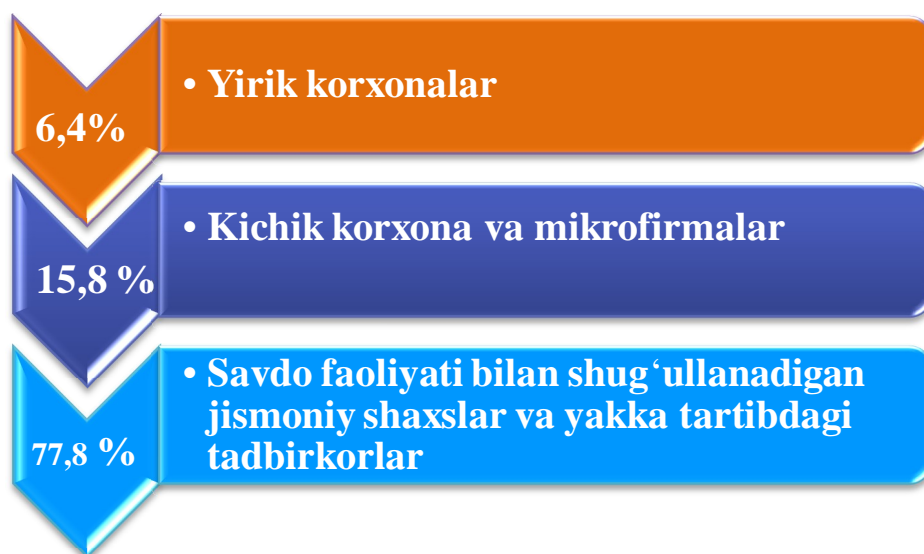 6,4%
• Yirik korxonalar
15,8 %
• Kichik korxona va mikrofirmalar
77,8 %
• Savdo faoliyati bilan shug‘ullanadigan
jismoniy shaxslar va yakka tartibdagi
tadbirkorlar